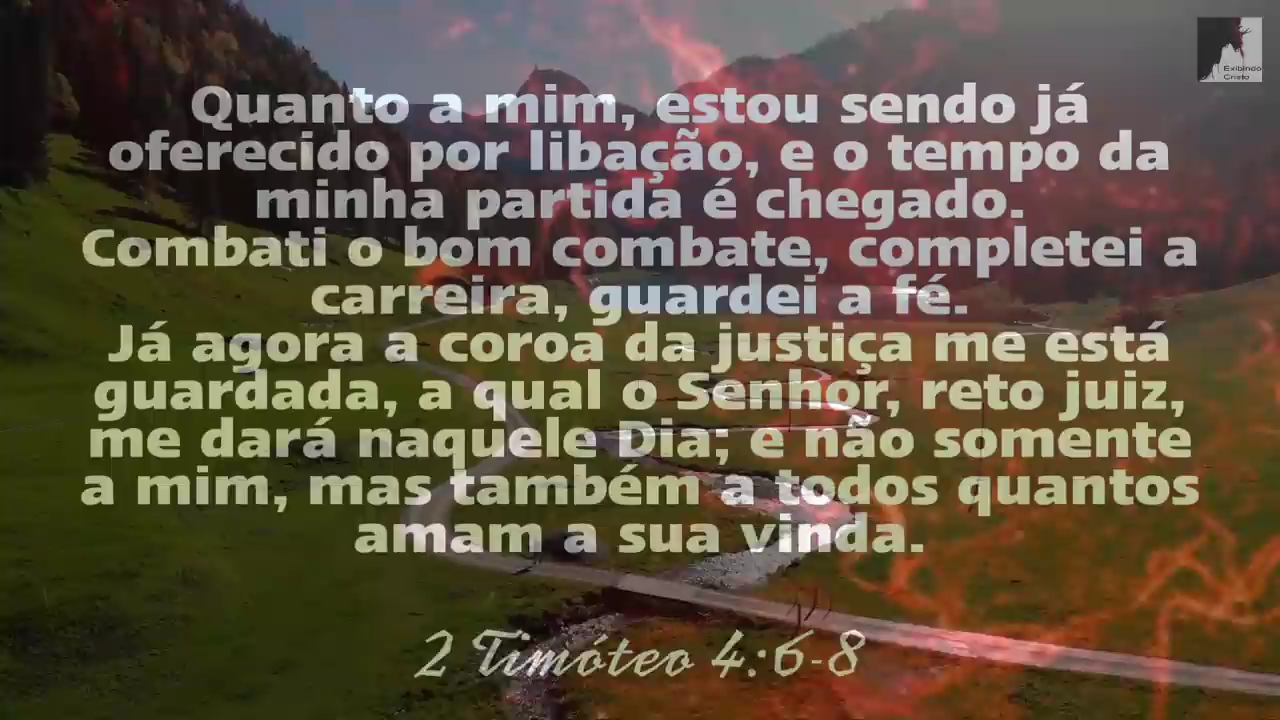 Exibindo
Cristo
Quanto a mim, estou sendo já
oferecido por libação, e o tempo da
minha partida é chegado.
Combati o bom combate, completei a
carreira, guardei a fé.
Já agora a coroa da justiça me está
guardada, a qual o Senhor, reto juiz,
me dará naquele Dia; e não somente
a mim, mas também a todos quantos
amam a sua vinda.
2 Timóteo 4:6-8